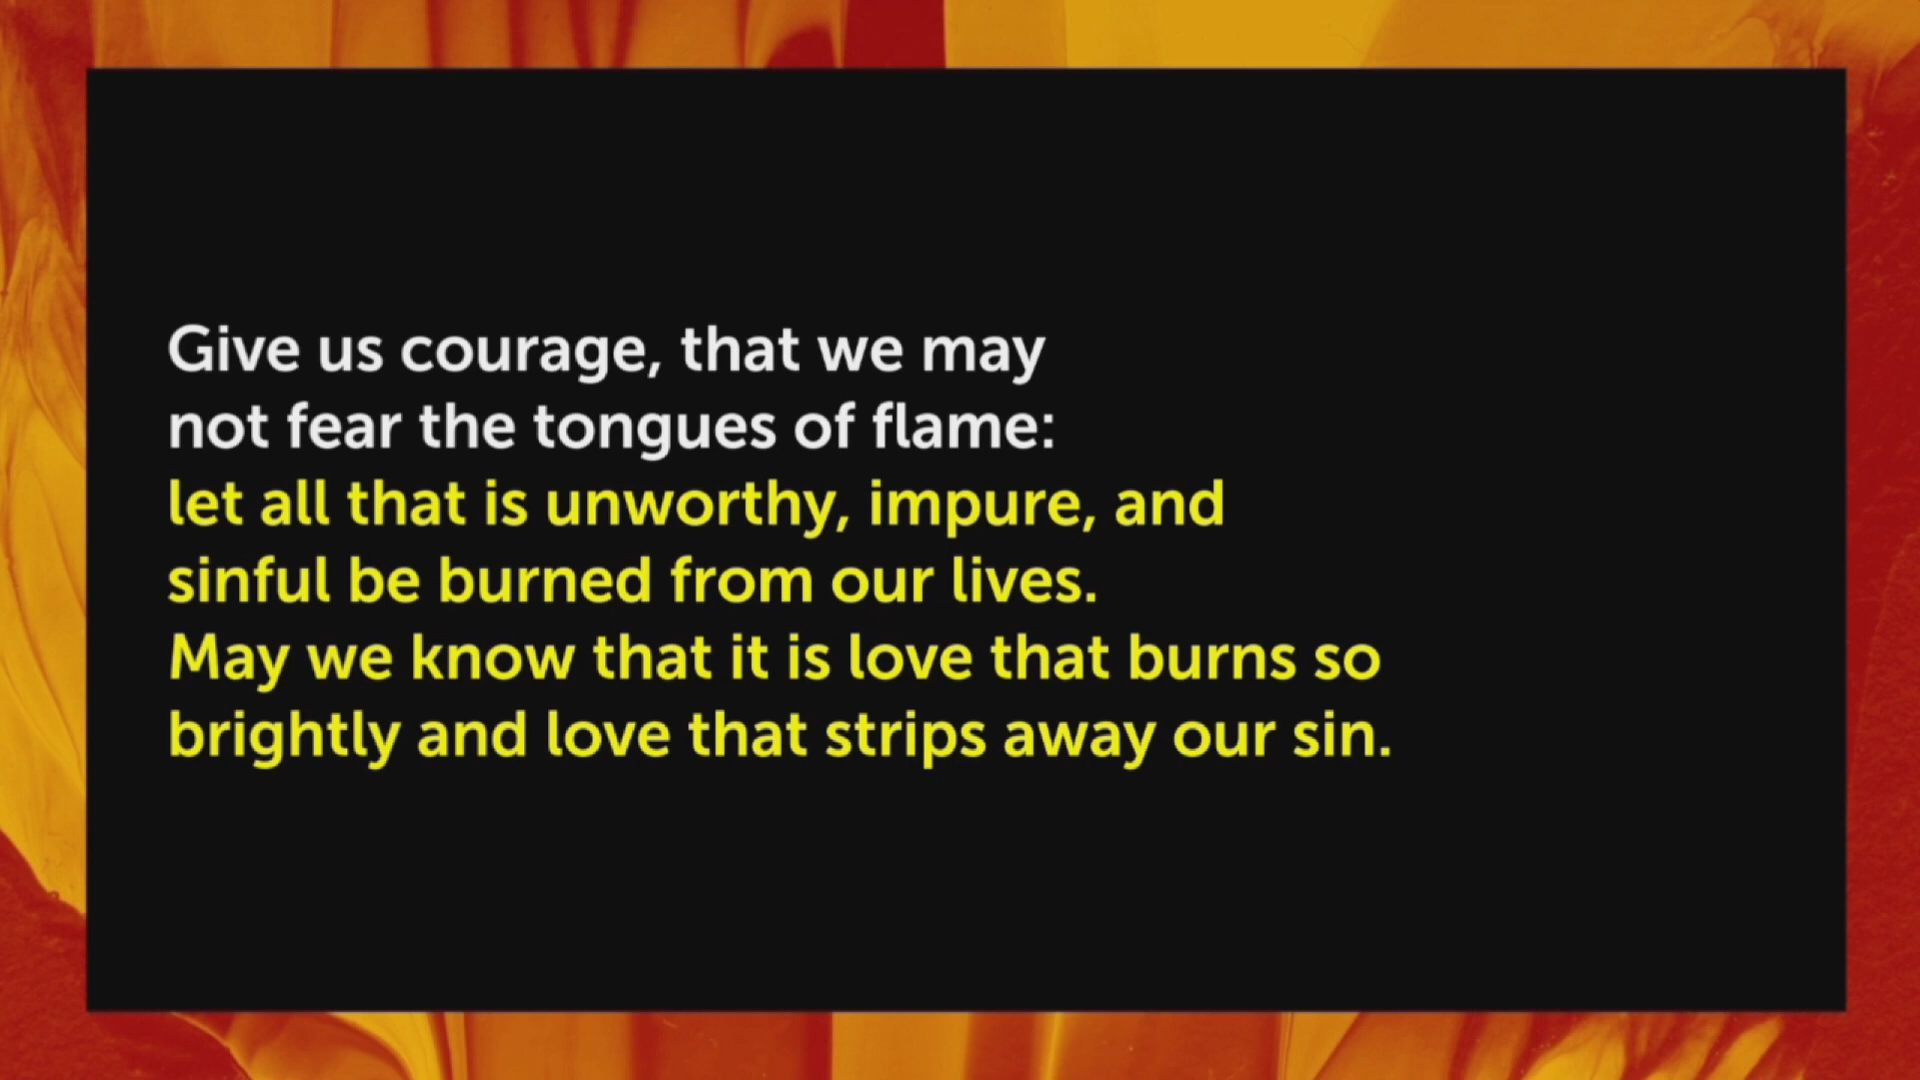 Give us courage, that we may
not fear the tongues of flame:
let all that is unworthy, impure, and
sinful be burned from our lives.
May we know that it is love that burns so
brightly and love that strips away our sin.